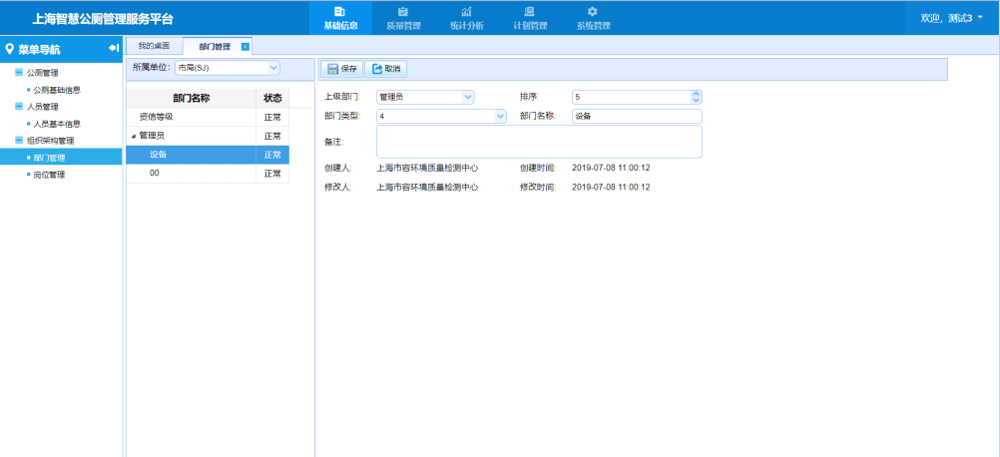 上海智慧公厕管理服务平台
基础信息 质量管理 统计分析 计划管理 系统管理
欢迎, 测试3
菜单导航
我的桌面 部门管理
公厕管理
公厕基础信息
人员管理
人员基本信息
组织架构管理
部门管理
岗位管理
所属单位: 市局(SJ)
部门名称 状态
资信等级 正常
管理员 正常
设备 正常
00 正常
保存 取消
上级部门: 管理员 排序: 5
部门类型: 4 部门名称: 设备
备注:
创建人: 上海市容环境质量检测中心 创建时间: 2019-07-08 11:00:12
修改人: 上海市容环境质量检测中心 修改时间: 2019-07-08 11:00:12